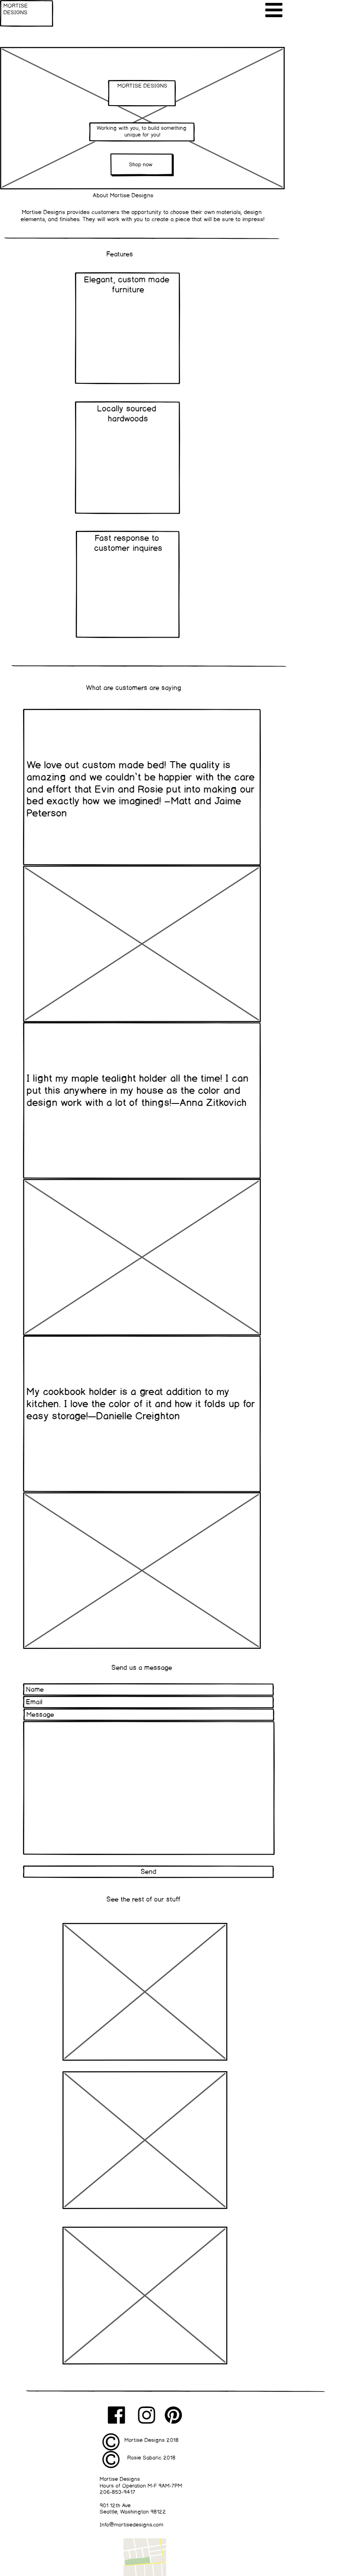 MORTISE
DESIGNS
MORTISE DESIGNS
Working with you, to build something
unique for you!
Shop now
About Mortise Designs
Mortise Designs provides customers the opportunity to choose their own materials, design
elements, and finishes. They will work with you to create a piece that will be sure to impress!
Features
Elegant, custom made
furniture
Locally sourced
hardwoods
Fast response to
customer inquires
What are customers are saying
We love out custom made bed! The quality is
amazing and we couldn't be happier with the care
and effort that Evin and Rosie put into making our
bed exactly how we imagined! -Matt and Jaime
Peterson
I light my maple tealight holder all the time! I can
put this anywhere in my house as the color and
design work with a lot of things!—Anna Zitkovich
My cookbook holder is a great addition to my
kitchen. I love the color of it and how it folds up for
easy storage!—Danielle Creighton
Send us a message
Name
Email
Message
Send
See the rest of our stuff
© Mortise Designs 2018
© Rosie Sabaric 2018
Mortise Designs
Hours of Operation M-F 9AM-7PM
206-853-9417
901 12th Ave
Seattle, Washington 98122
Info@mortisedesigns.com